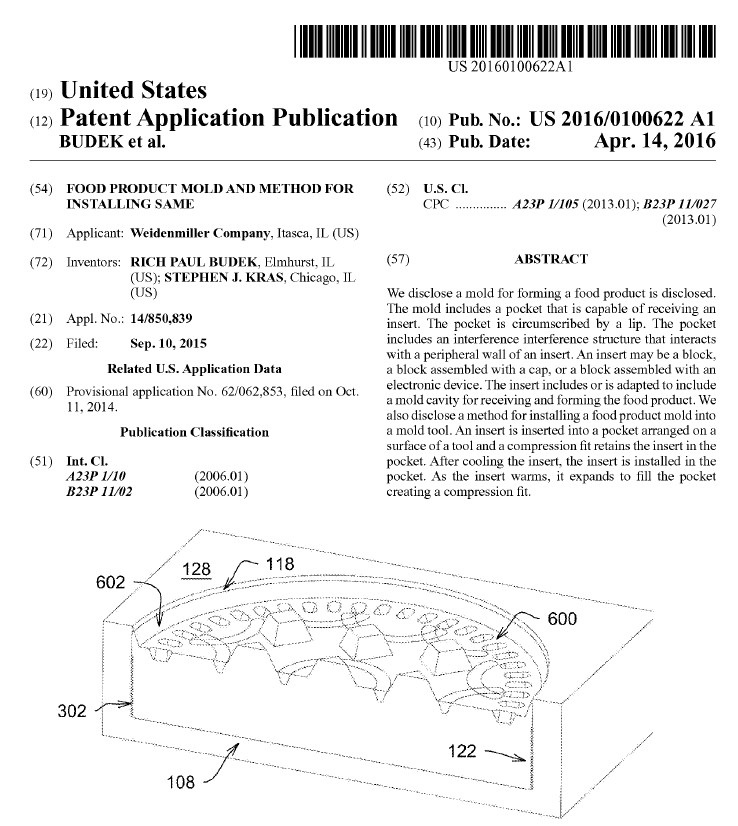 US 20160100622A1
(19) United States
(12) Patent Application Publication
BUDEK et al.
(10) Pub. No.: US 2016/0100622 A1
(43) Pub. Date: Apr. 14, 2016
(54) FOOD PRODUCT MOLD AND METHOD FOR
INSTALLING SAME
(71) Applicant: Weidenmiller Company, Itasca, IL (US)
(72) Inventors: RICH PAUL BUDEK, Elmhurst, IL
(US); STEPHEN J. KRAS, Chicago, IL
(US)
(21) Appl. No.: 14/850,839
(22) Filed: Sep. 10, 2015
Related U.S. Application Data
(60) Provisional application No. 62/062,853, filed on Oct.
11, 2014.
Publication Classification
(51) Int. Cl.
A23P 1/10 (2006.01)
B23P 11/02 (2006.01)
(52) U.S. Cl.
CPC ............... A23P 1/105 (2013.01); B23P 11/027
(2013.01)
(57) ABSTRACT
We disclose a mold for forming a food product is disclosed.
The mold includes a pocket that is capable of receiving an
insert. The pocket is circumscribed by a lip. The pocket
includes an interference interference structure that interacts
with a peripheral wall of an insert. An insert may be a block,
a block assembled with a cap, or a block assembled with an
electronic device. The insert includes or is adapted to include
a mold cavity for receiving and forming the food product. We
also disclose a method for installing a food product mold into
a mold tool. An insert is inserted into a pocket arranged on a
surface of a tool and a compression fit retains the insert in the
pocket. After cooling the insert, the insert is installed in the
pocket. As the insert warms, it expands to fill the pocket
creating a compression fit.
128
118
602
600
302
122
108